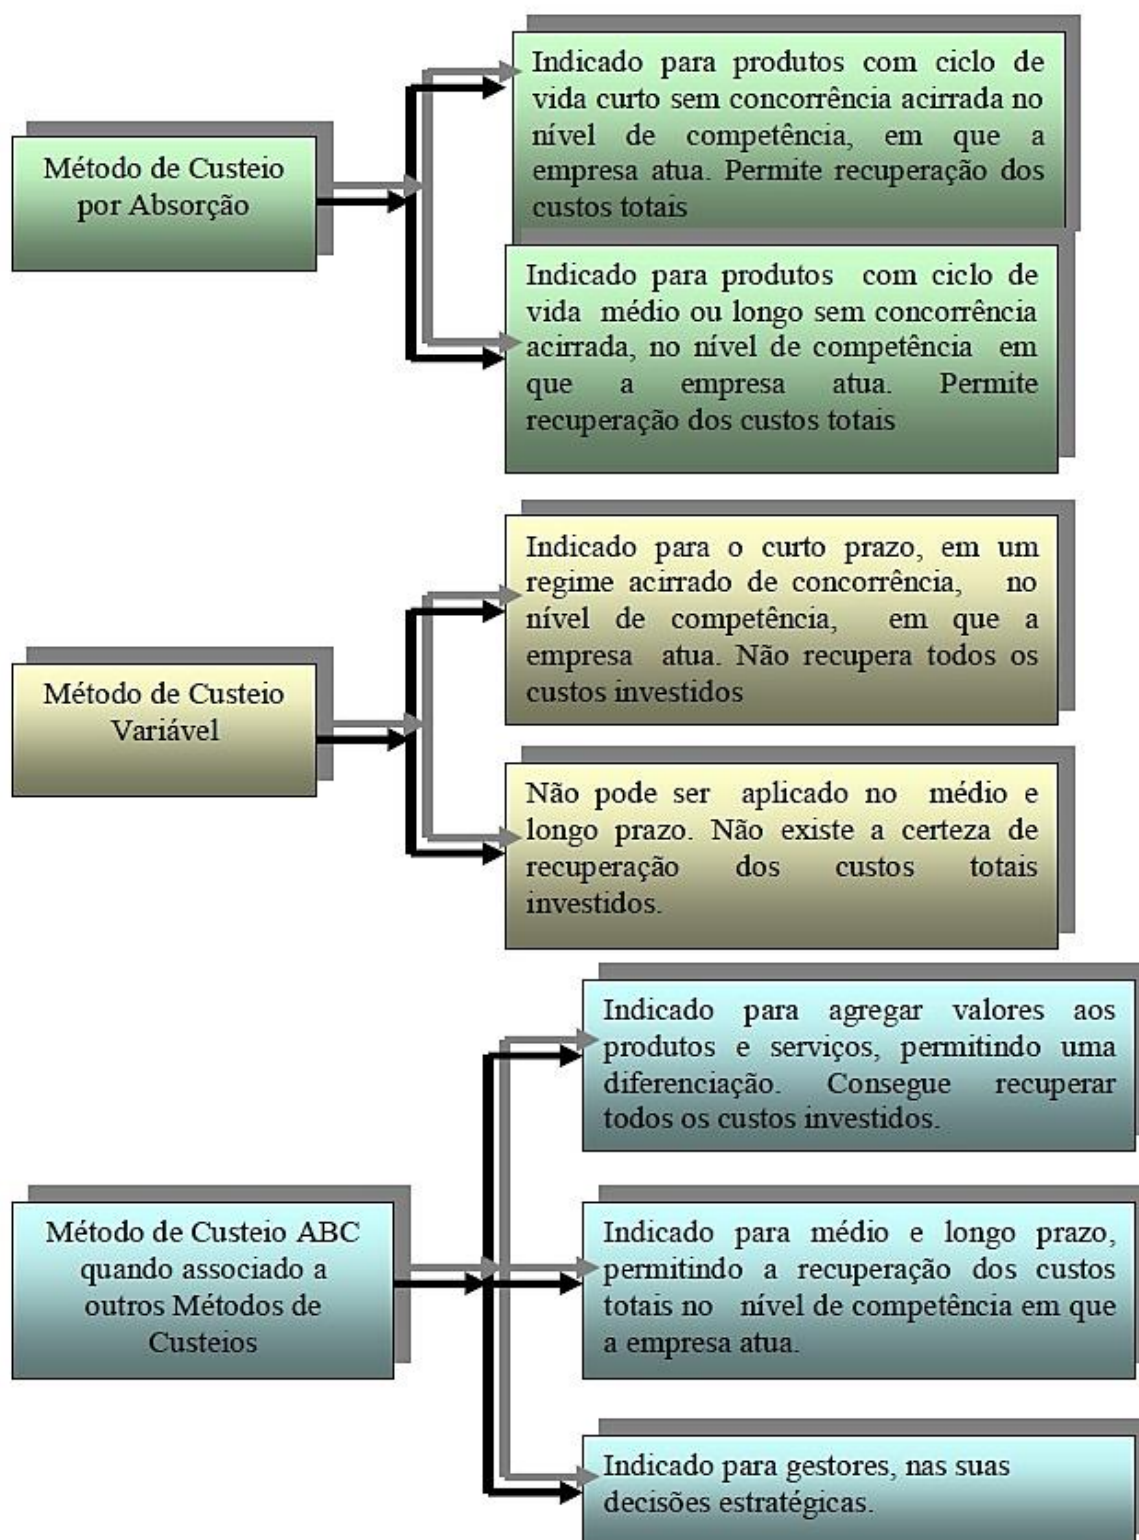 Método de Custeio
por Absorção
Indicado para produtos com ciclo de
vida curto sem concorrência acirrada no
nível de competência, em que a
empresa atua. Permite recuperação dos
custos totais
Indicado para produtos com ciclo de
vida médio ou longo sem concorrência
acirrada, no nível de competência em
que a empresa atua. Permite
recuperação dos custos totais
Método de Custeio
Variável
Indicado para o curto prazo, em um
regime acirrado de concorrência, no
nível de competência, em que a
empresa atua. Não recupera todos os
custos investidos
Não pode ser aplicado no médio e
longo prazo. Não existe a certeza de
recuperação dos custos totais
investidos.
Método de Custeio ABC
quando associado a
outros Métodos de
Custeios
Indicado para agregar valores aos
produtos e serviços, permitindo uma
diferenciação. Consegue recuperar
todos os custos investidos.
Indicado para médio e longo prazo,
permitindo a recuperação dos custos
totais no nível de competência em que
a empresa atua.
Indicado para gestores, nas suas
decisões estratégicas.